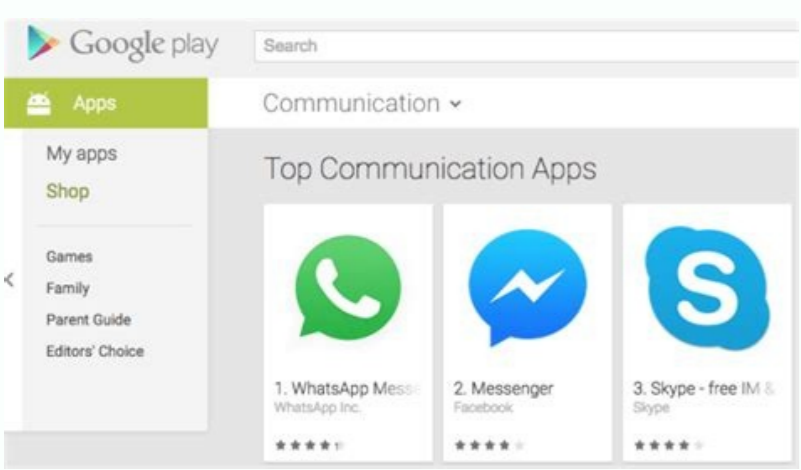 Google play
Search
Apps
Communication
My apps
Shop
Top Communication Apps
Games
Family
Parent Guide
Editors' Choice
S
1. WhatsApp Mess
WhatsApp Inc.
2. Messenger
Facebook
3. Skype - free IM &
Skype